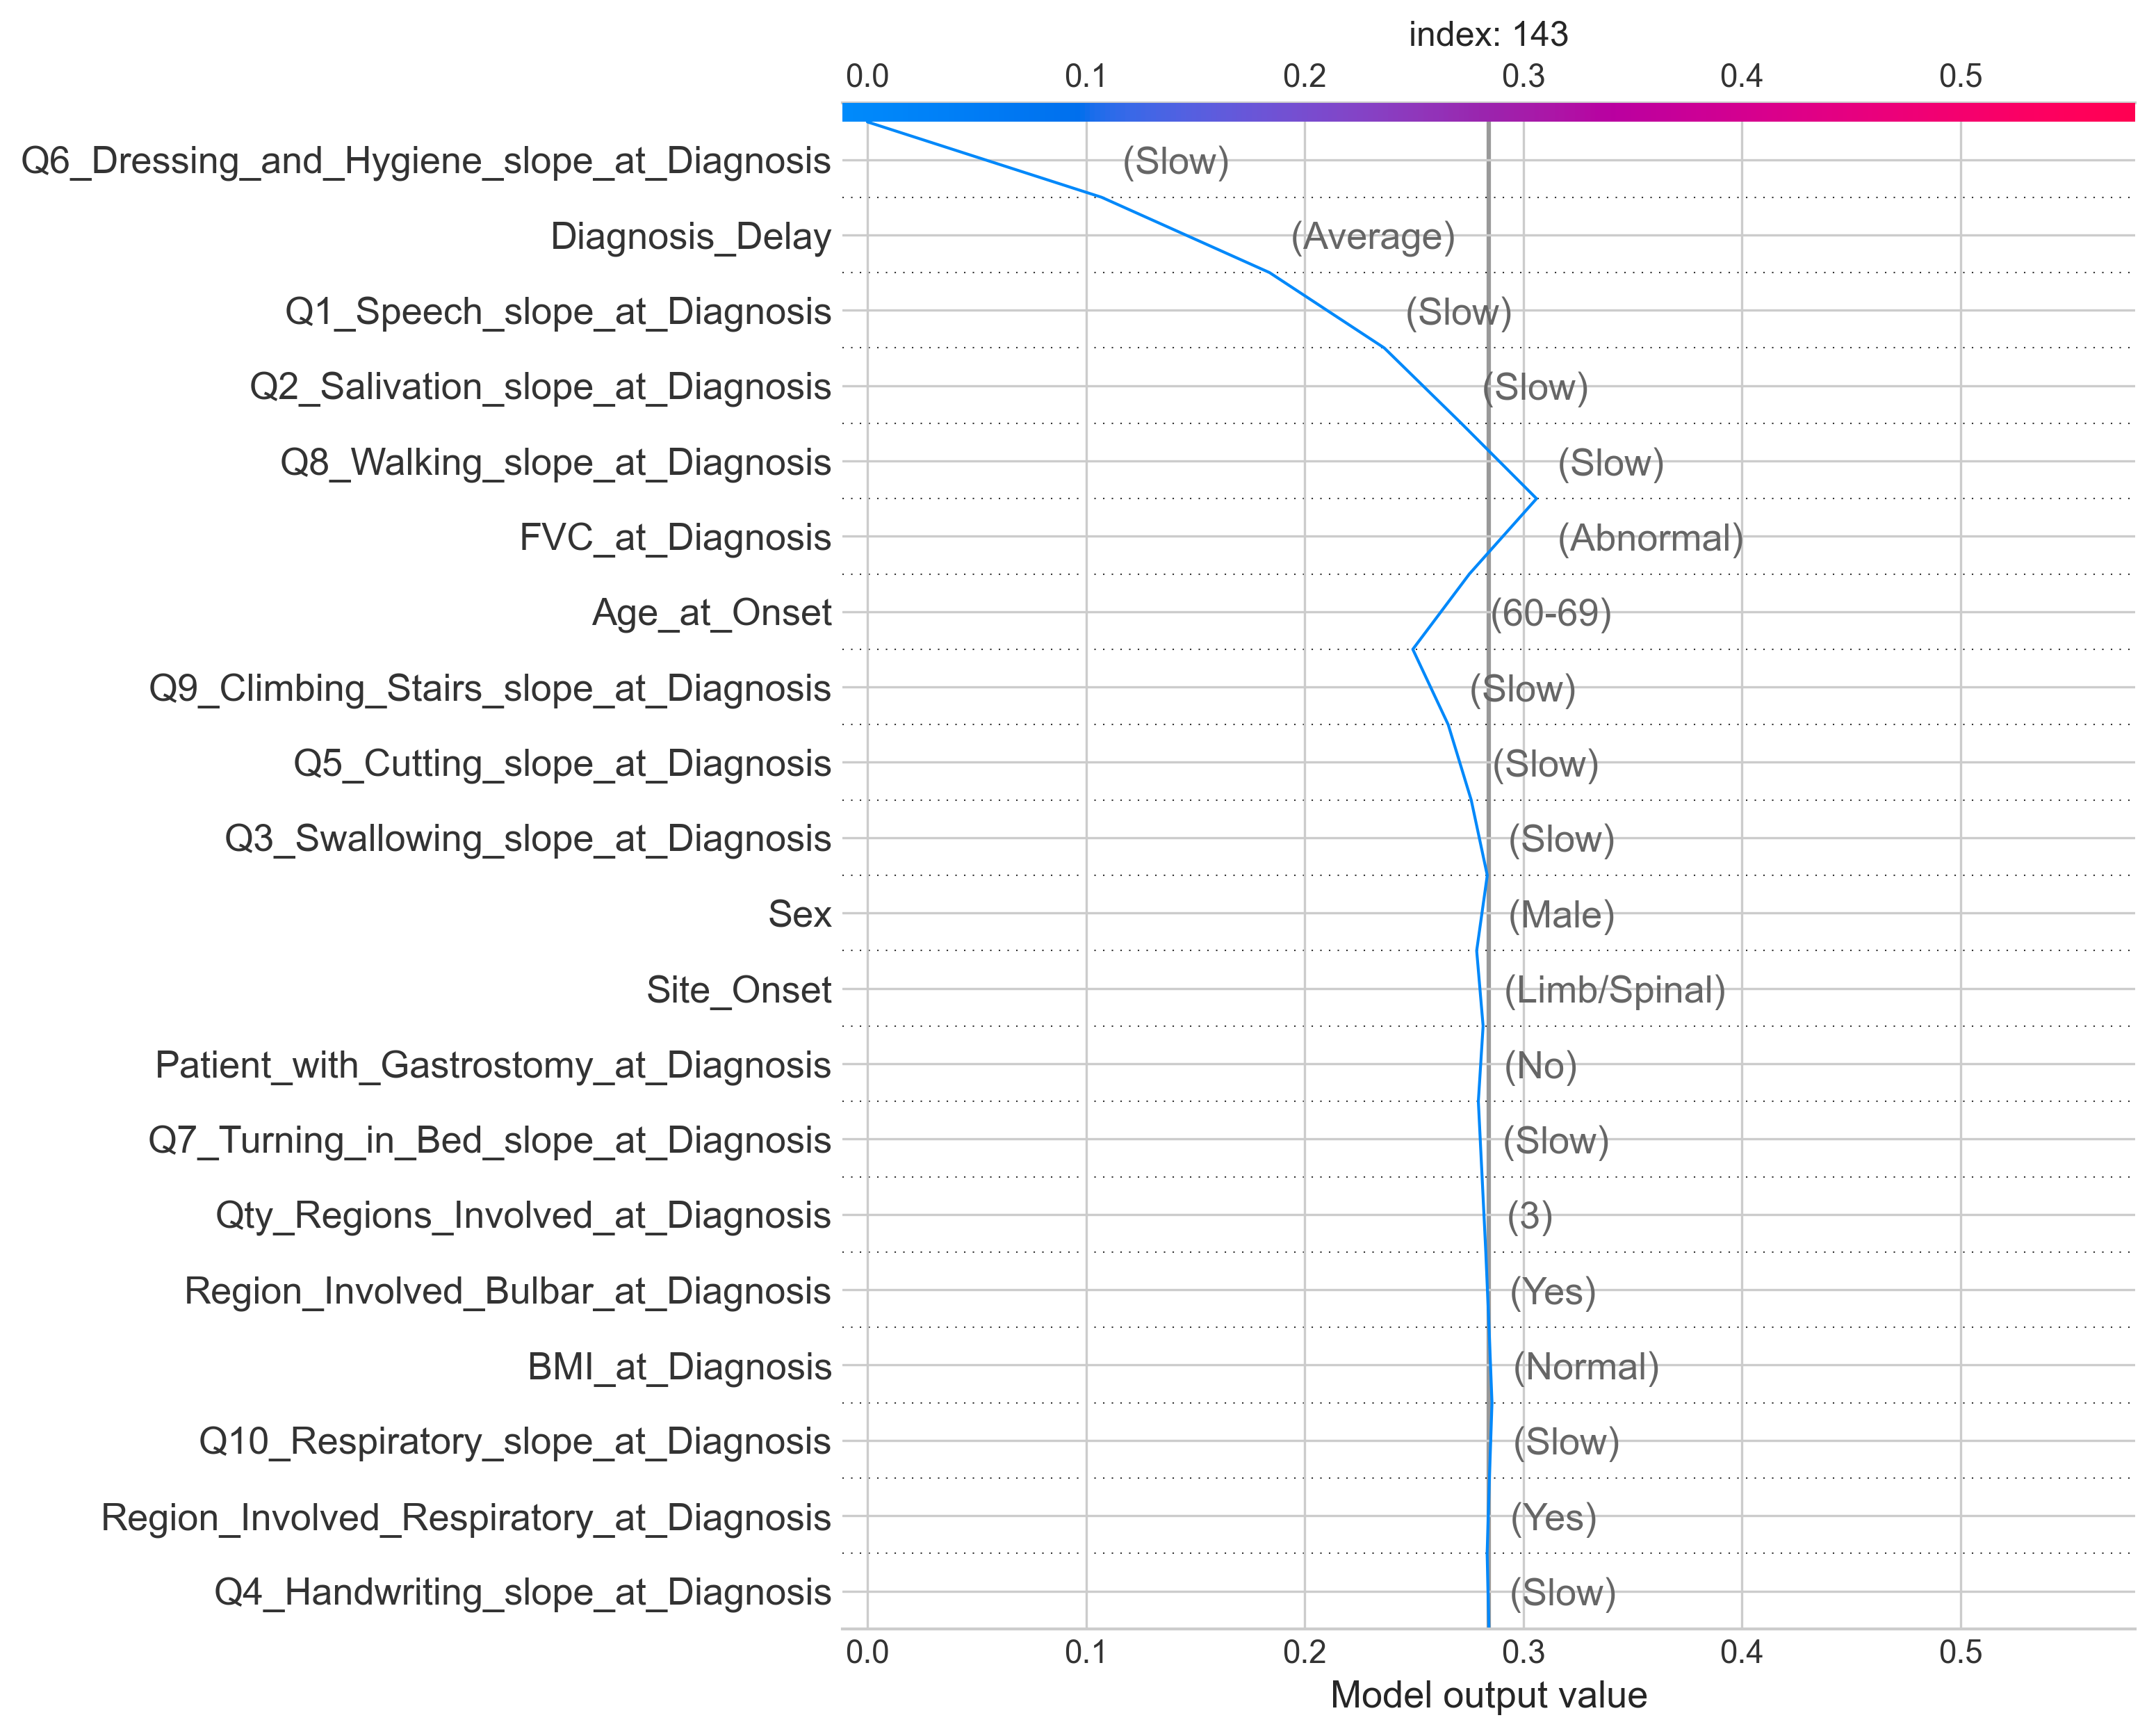 index: 143
0.0 0.1 0.2 0.3 0.4 0.5
Q6_Dressing_and_Hygiene_slope_at_Diagnosis (Slow)
Diagnosis_Delay (Average)
Q1_Speech_slope_at_Diagnosis (Slow)
Q2_Salivation_slope_at_Diagnosis (Slow)
Q8_Walking_slope_at_Diagnosis (Slow)
FVC_at_Diagnosis (Abnormal)
Age_at_Onset (60-69)
Q9_Climbing_Stairs_slope_at_Diagnosis (Slow)
Q5_Cutting_slope_at_Diagnosis (Slow)
Q3_Swallowing_slope_at_Diagnosis (Slow)
Sex (Male)
Site_Onset (Limb/Spinal)
Patient_with_Gastrostomy_at_Diagnosis (No)
Q7_Turning_in_Bed_slope_at_Diagnosis (Slow)
Qty_Regions_Involved_at_Diagnosis (3)
Region_Involved_Bulbar_at_Diagnosis (Yes)
BMI_at_Diagnosis (Normal)
Q10_Respiratory_slope_at_Diagnosis (Slow)
Region_Involved_Respiratory_at_Diagnosis (Yes)
Q4_Handwriting_slope_at_Diagnosis (Slow)
0.0 0.1 0.2 0.3 0.4 0.5
Model output value